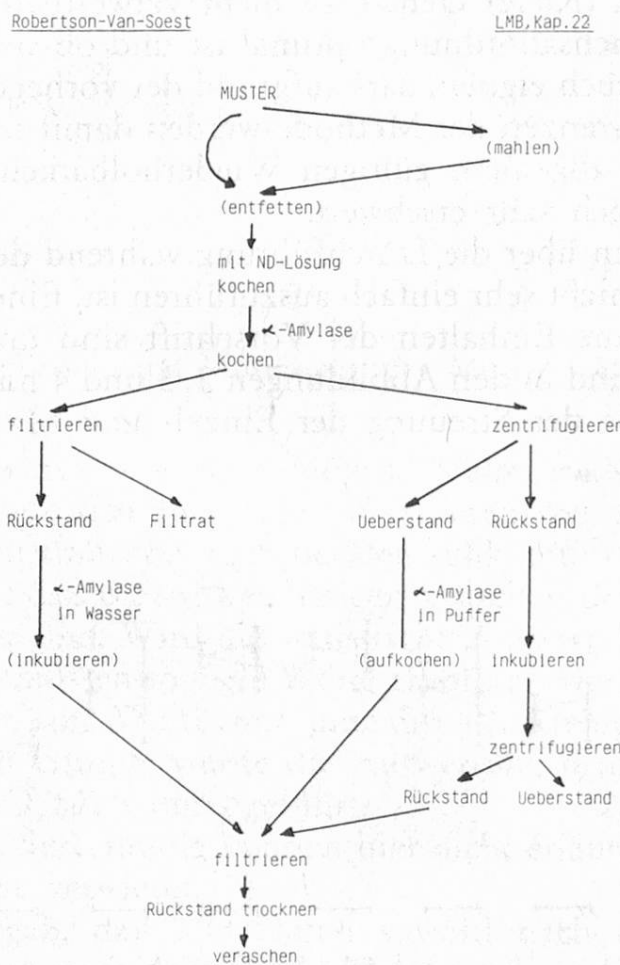 Robertson-Van-Soest
LMB,Kap.22
MUSTER
(mahlen)
(entfetten)
mit ND-Lösung
kochen
α-Amylase
kochen
filtrieren
zentrifugieren
Rückstand
Filtrat
Ueberstand
Rückstand
α-Amylase
in Wasser
α-Amylase
in Puffer
(inkubieren)
(aufkochen)
inkubieren
zentrifugieren
Rückstand
Ueberstand
filtrieren
Rückstand trocknen
veraschen